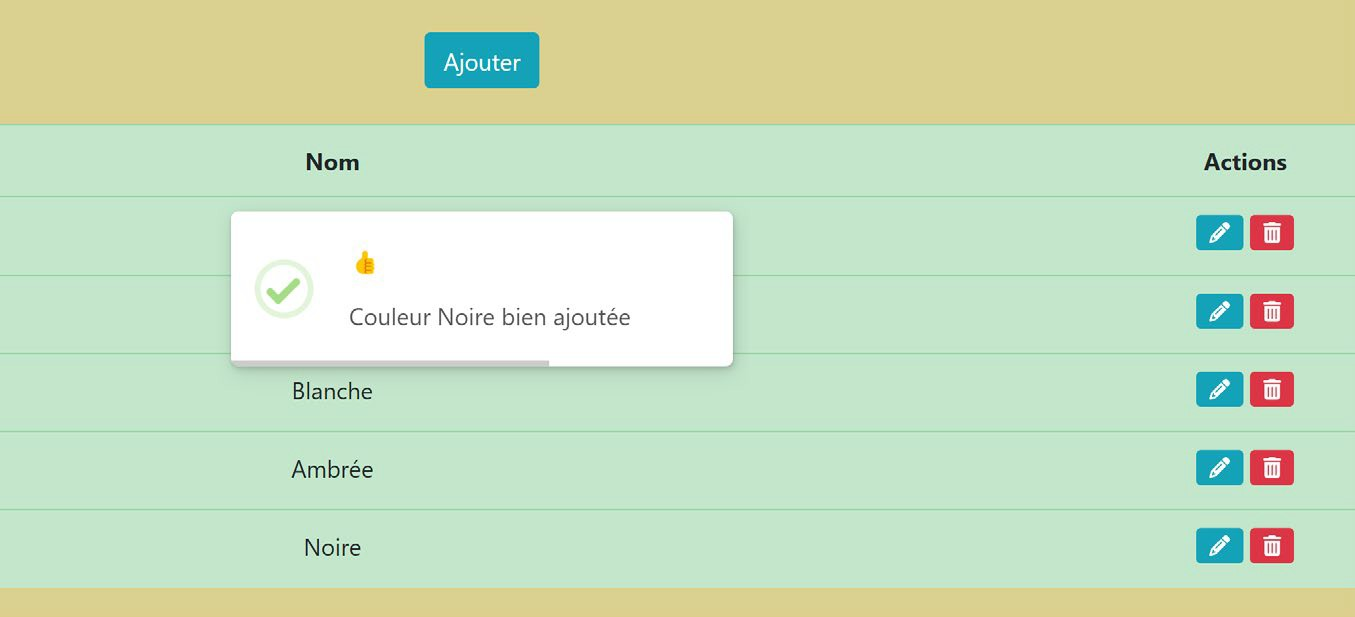 Ajouter
Nom Actions
👍
Couleur Noire bien ajoutée
Blanche
Ambrée
Noire